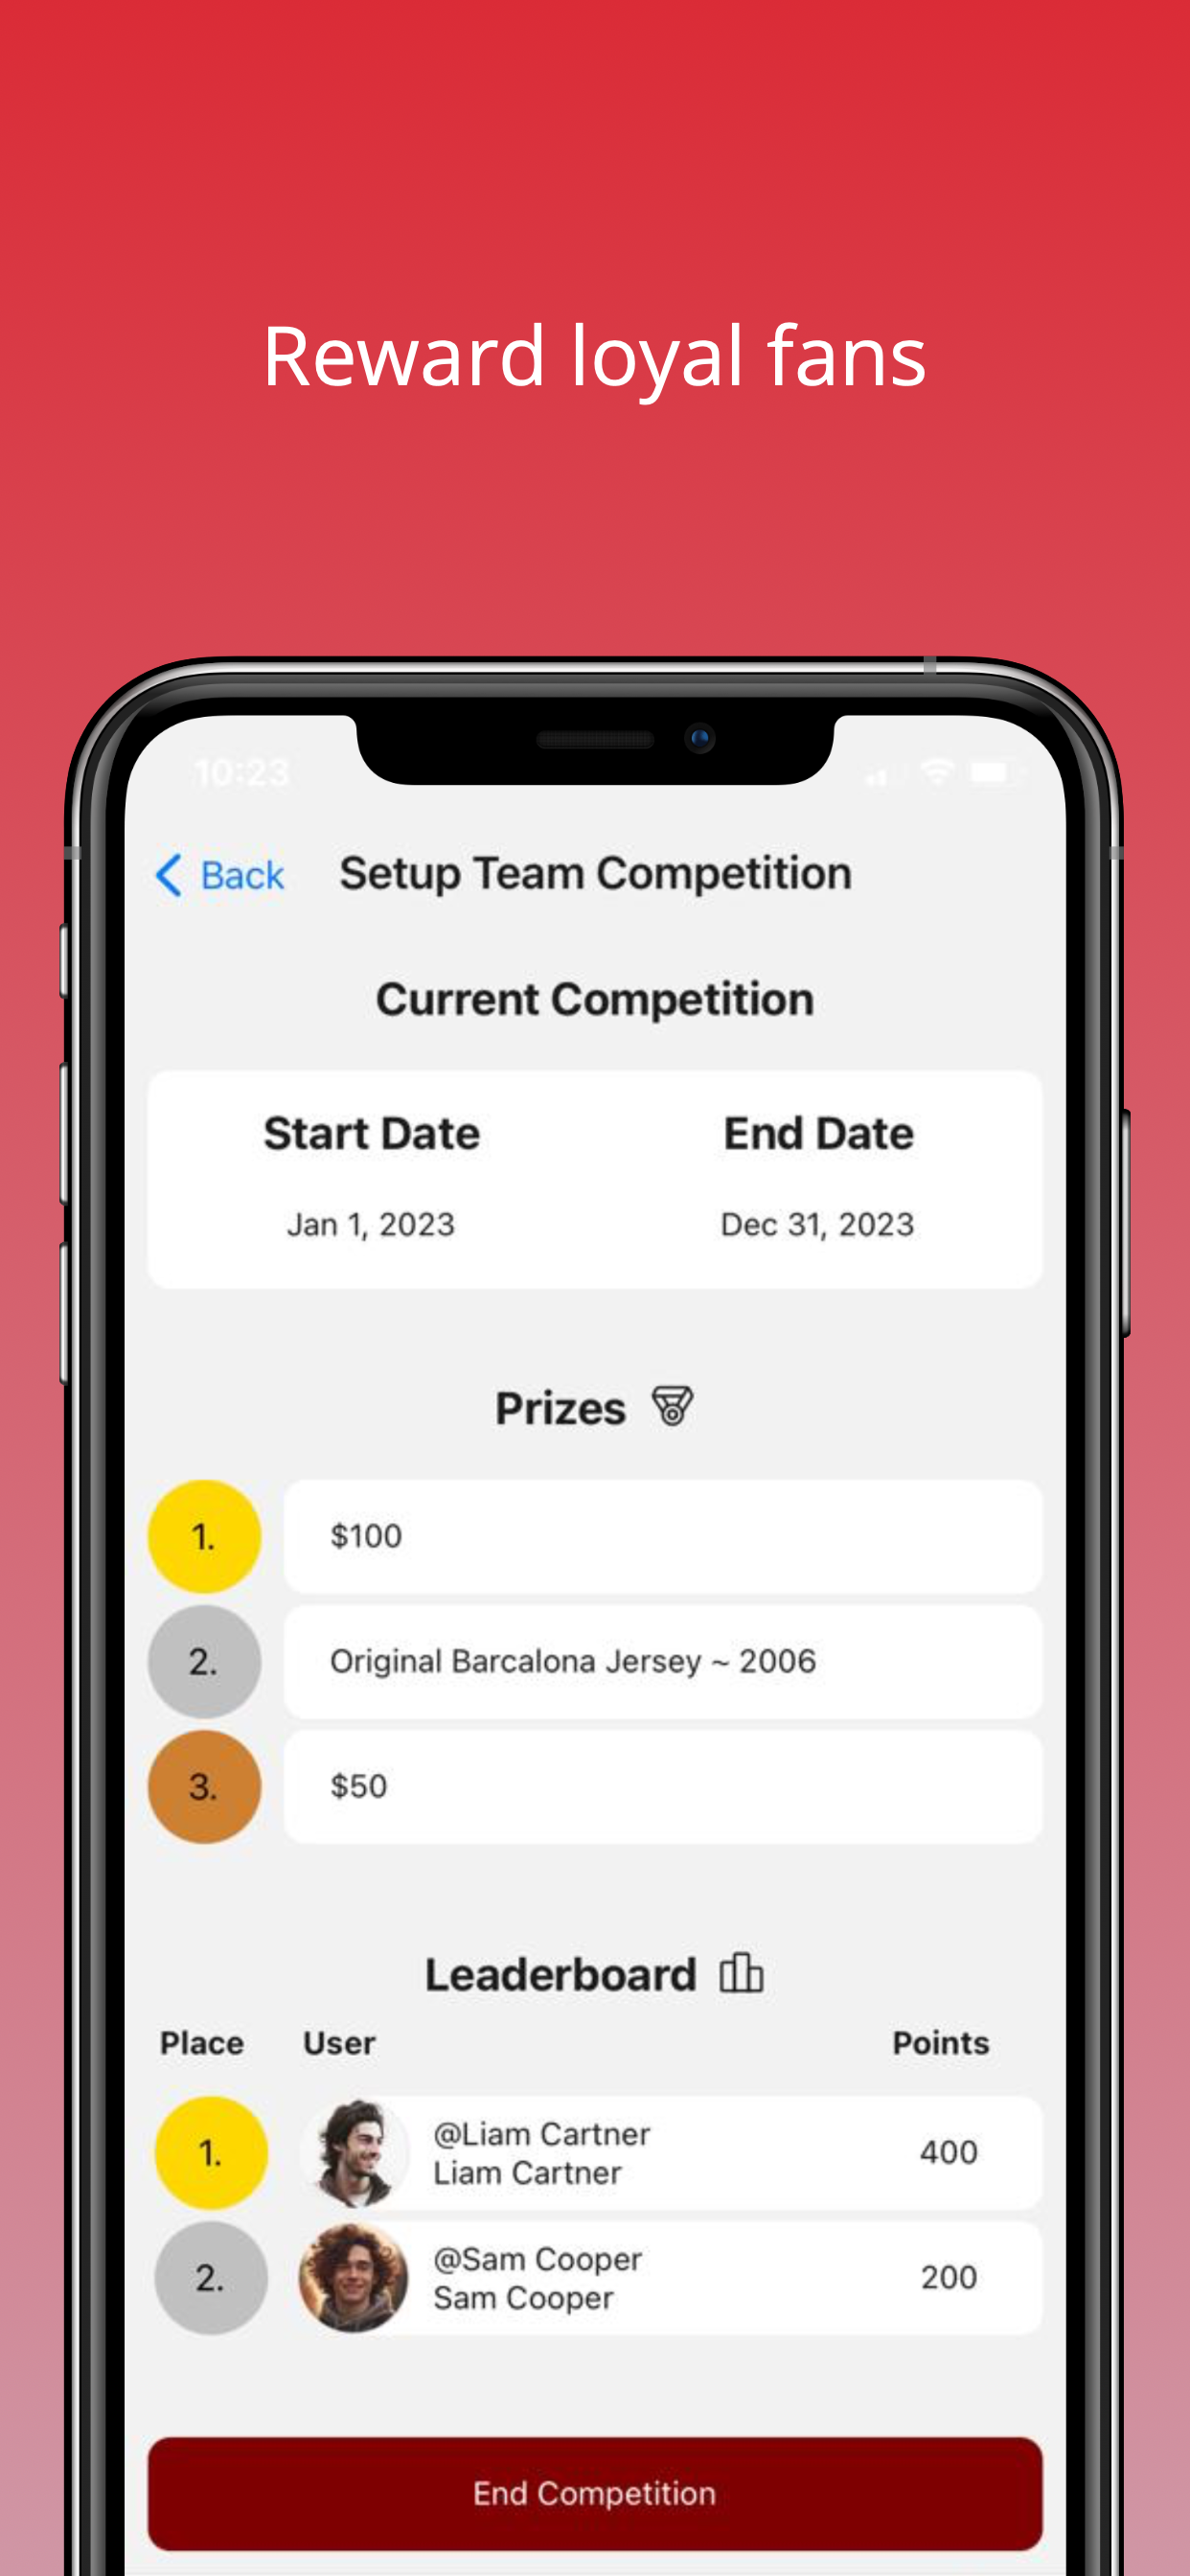 Reward loyal fans
10:23
Back
Setup Team Competition
Current Competition
Start Date
End Date
Jan 1, 2023
Dec 31, 2023
Prizes
1.
$100
2.
Original Barcalona Jersey ~ 2006
3.
$50
Leaderboard
Place
User
Points
1.
@Liam Cartner
Liam Cartner
400
2.
@Sam Cooper
Sam Cooper
200
End Competition